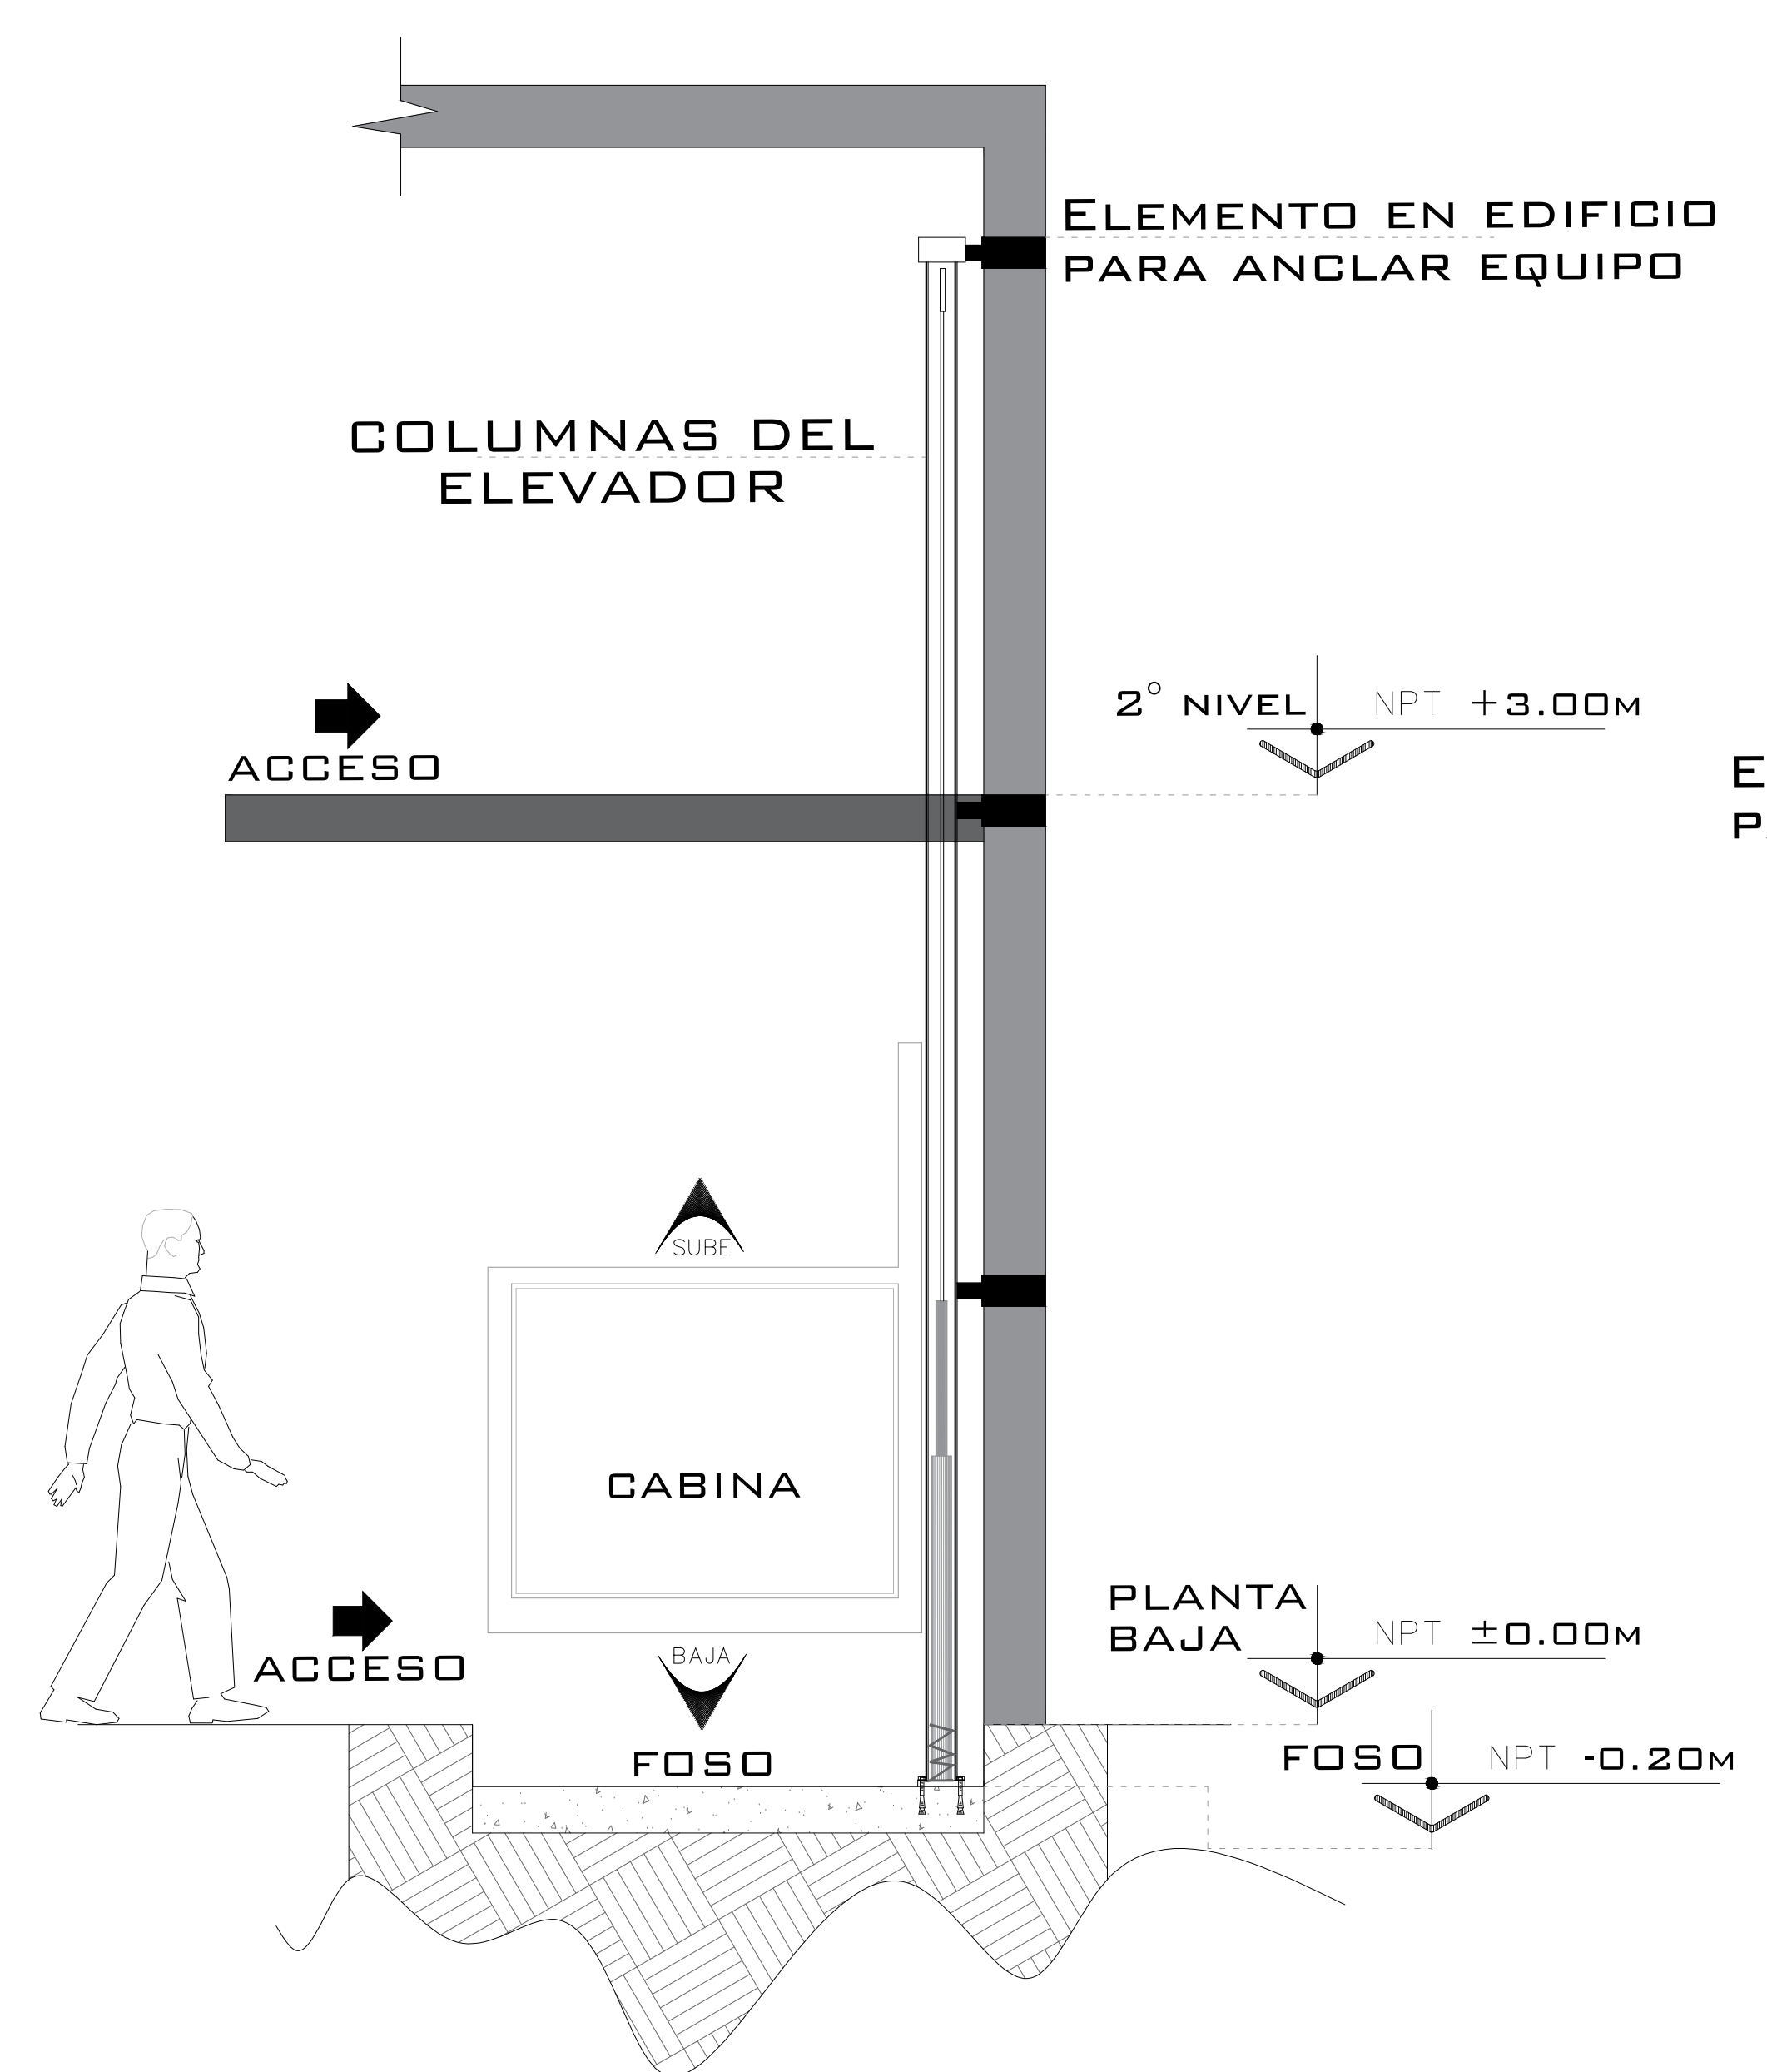 ELEMENTO EN EDIFICIO
PARA ANCLAR EQUIPO
COLUMNAS DEL
ELEVADOR
2° NIVEL NPT +3.00M
ACCESO
E
P
SUBE
CABINA
PLANTA
BAJA NPT ±0.00M
BAJA
ACCESO
FOSO
FOSO NPT -0.20M